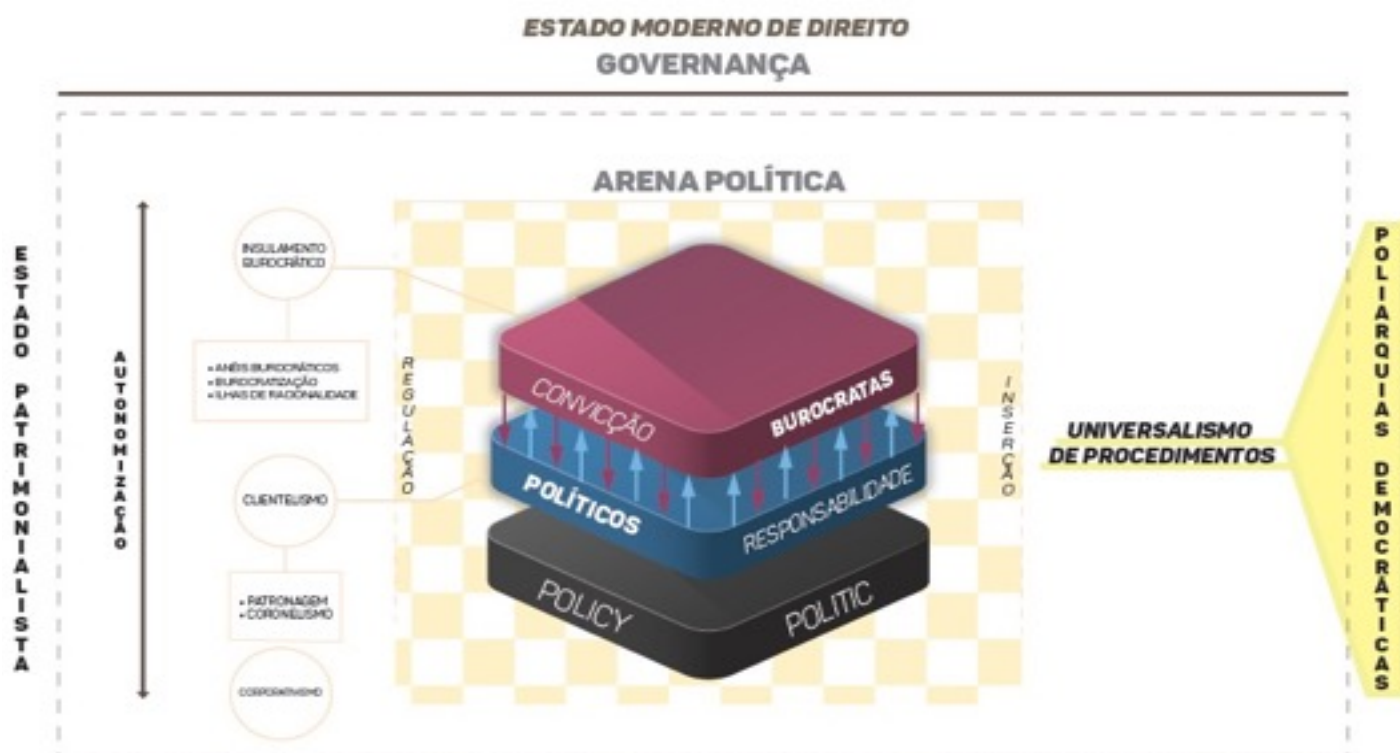 ESTADO MODERNO DE DIREITO
GOVERNANÇA
ARENA POLÍTICA
ESTADO PATRIMONIALISTA
AUTONOMIZAÇÃO
INSULAMENTO
BUROCRÁTICO
• ANÉIS BUROCRÁTICOS
• BUROCRATIZAÇÃO
• ILHAS DE RACIONALIDADE
CLIENTELISMO
• PATRONAGEM
• CORONELISMO
CORPORATIVISMO
REGULAÇÃO
CONVICÇÃO
BUROCRATAS
POLÍTICOS
RESPONSABILIDADE
POLICY
POLITIC
INSERÇÃO
UNIVERSALISMO
DE PROCEDIMENTOS
POLIARQUIAS DEMOCRÁTICAS